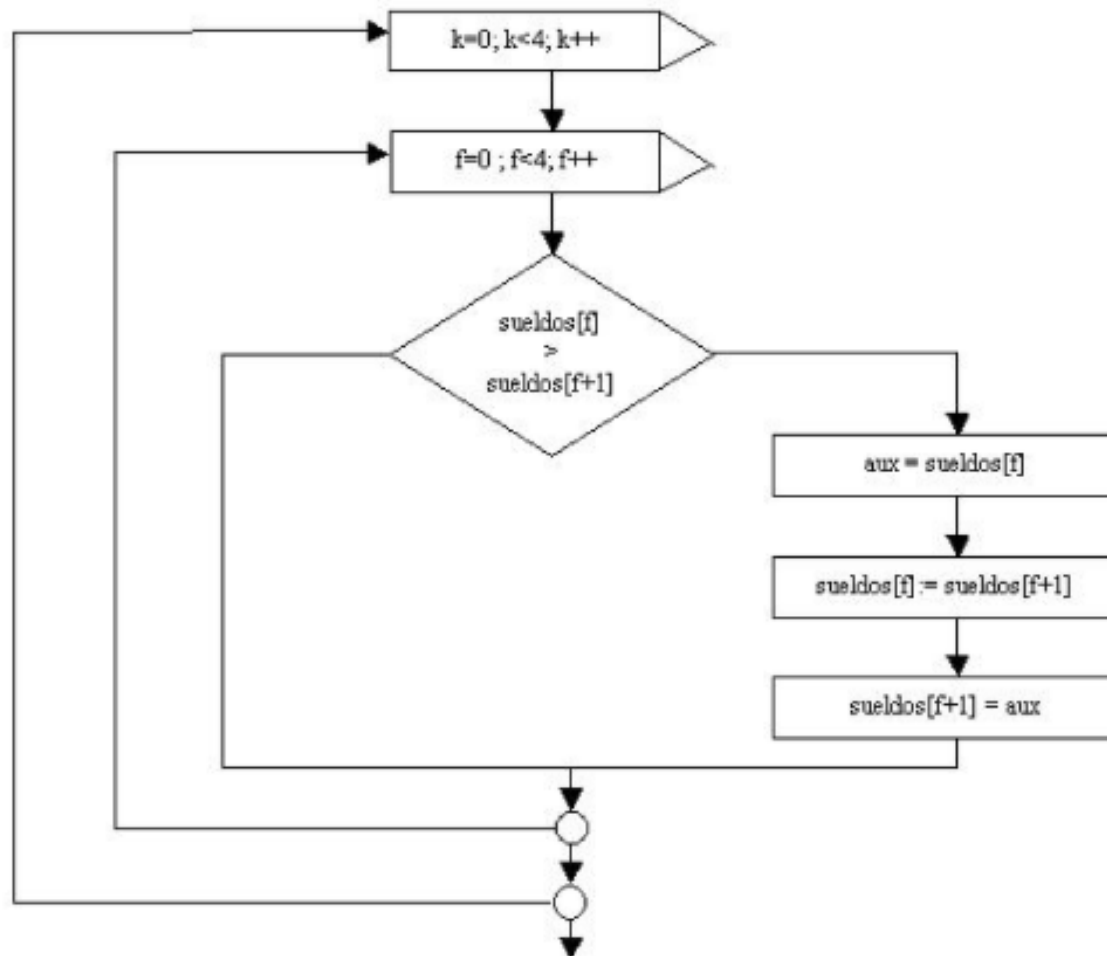 k=0; k<4; k++
f=0 ; f<4; f++
sueldos[f]
>
sueldos[f+1]
aux = sueldos[f]
sueldos[f] := sueldos[f+1]
sueldos[f+1] = aux